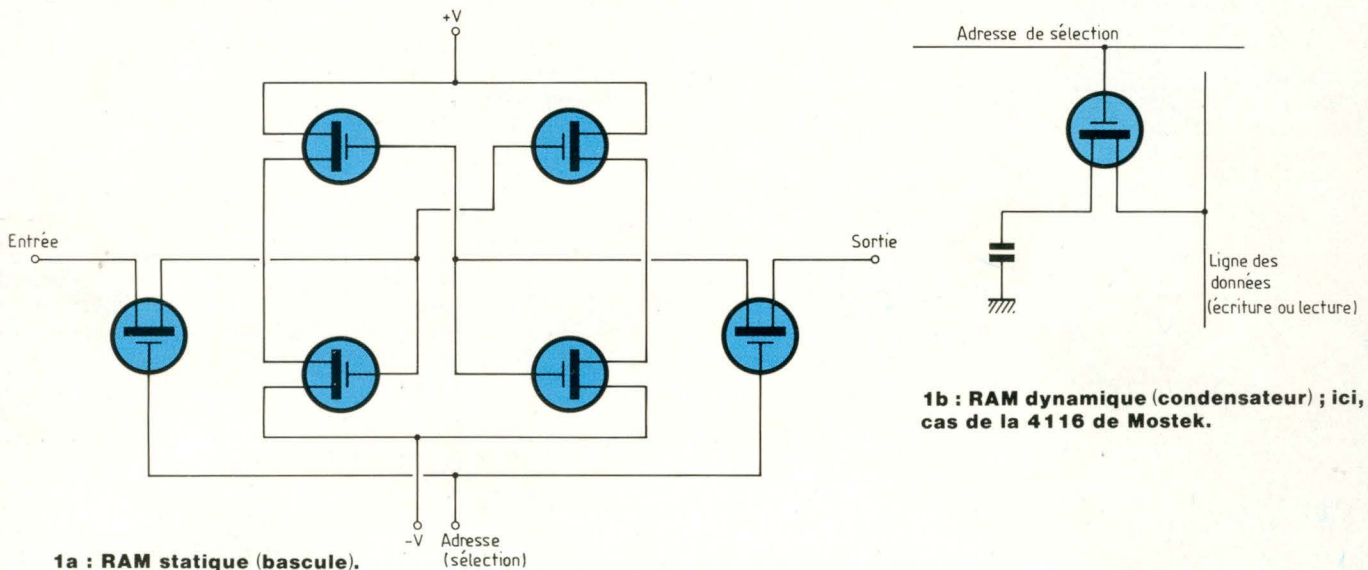 +V
Entrée
Sortie
-V
Adresse
(sélection)
1a : RAM statique (bascule).
Adresse de sélection
Ligne des
données
(écriture ou lecture)
1b : RAM dynamique (condensateur) ; ici,
cas de la 4116 de Mostek.